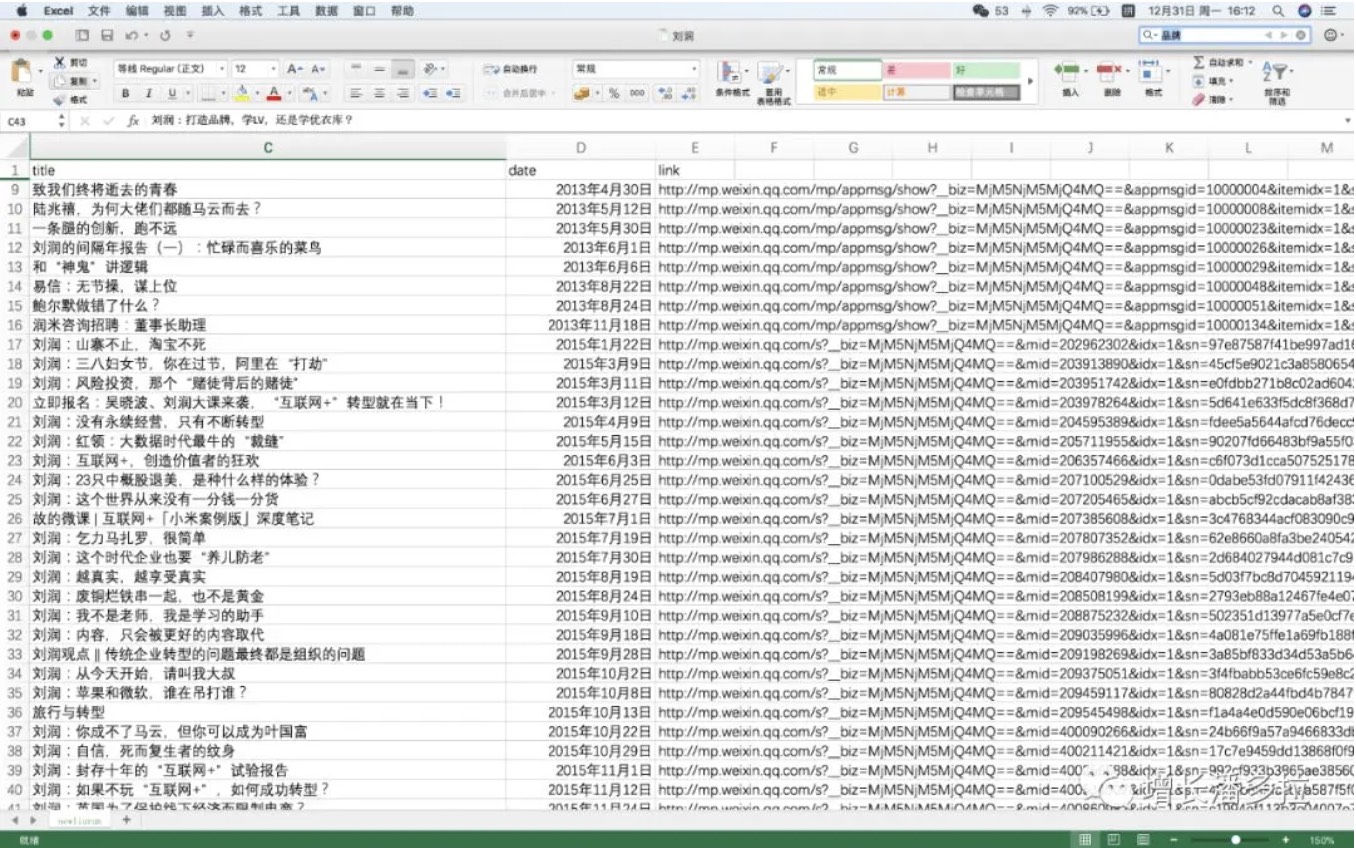 Excel 文件 编辑 视图 插入 格式 工具 数据 窗口 帮助 53 92% 12月31日 周一 16:12
刘润 品牌
剪切 等线 Regular (正文) 12 自动换行 常规 常规 差 好 自动求和
粘贴 复制 条件格式 套用表格格式 插入 删除 格式 填充 排序和筛选
格式 B I U 合并后居中 % 000 适中 计算 检查单元格 清除
C43 fx 刘润：打造品牌，学LV，还是学优衣库？
C D E F G H I J K L M
1 title date link
9 致我们终将逝去的青春 2013年4月30日 http://mp.weixin.qq.com/mp/appmsg/show?__biz=MjM5NjM5MjQ4MQ==&appmsgid=10000004&itemidx=1&s
10 陆兆禧，为何大佬们都随马云而去？ 2013年5月12日 http://mp.weixin.qq.com/mp/appmsg/show?__biz=MjM5NjM5MjQ4MQ==&appmsgid=10000008&itemidx=1&s
11 一条腿的创新，跑不远 2013年5月30日 http://mp.weixin.qq.com/mp/appmsg/show?__biz=MjM5NjM5MjQ4MQ==&appmsgid=10000023&itemidx=1&s
12 刘润的间隔年报告（一）：忙碌而喜乐的菜鸟 2013年6月1日 http://mp.weixin.qq.com/mp/appmsg/show?__biz=MjM5NjM5MjQ4MQ==&appmsgid=10000026&itemidx=1&s
13 和“神鬼”讲逻辑 2013年6月6日 http://mp.weixin.qq.com/mp/appmsg/show?__biz=MjM5NjM5MjQ4MQ==&appmsgid=10000029&itemidx=1&s
14 易信：无节操，谋上位 2013年8月22日 http://mp.weixin.qq.com/mp/appmsg/show?__biz=MjM5NjM5MjQ4MQ==&appmsgid=10000048&itemidx=1&s
15 鲍尔默做错了什么？ 2013年8月24日 http://mp.weixin.qq.com/mp/appmsg/show?__biz=MjM5NjM5MjQ4MQ==&appmsgid=10000051&itemidx=1&s
16 润米咨询招聘：董事长助理 2013年11月18日 http://mp.weixin.qq.com/mp/appmsg/show?__biz=MjM5NjM5MjQ4MQ==&appmsgid=10000134&itemidx=1&s
17 刘润：山寨不止，淘宝不死 2015年1月22日 http://mp.weixin.qq.com/s?__biz=MjM5NjM5MjQ4MQ==&mid=202962302&idx=1&sn=97e87587f41be997ad16
18 刘润：三八妇女节，你在过节，阿里在“打劫” 2015年3月9日 http://mp.weixin.qq.com/s?__biz=MjM5NjM5MjQ4MQ==&mid=203913890&idx=1&sn=45cf5e9021c3a8580654
19 刘润：风险投资，那个“赌徒背后的赌徒” 2015年3月11日 http://mp.weixin.qq.com/s?__biz=MjM5NjM5MjQ4MQ==&mid=203951742&idx=1&sn=e0fdbb271b8c02ad6042
20 立即报名：吴晓波、刘润大课来袭，“互联网+”转型就在当下！ 2015年3月12日 http://mp.weixin.qq.com/s?__biz=MjM5NjM5MjQ4MQ==&mid=203978264&idx=1&sn=5d641e633f5dc8f368d7
21 刘润：没有永续经营，只有不断转型 2015年4月9日 http://mp.weixin.qq.com/s?__biz=MjM5NjM5MjQ4MQ==&mid=204595389&idx=1&sn=fdee5a5644afcd76decc
22 刘润：红领：大数据时代最牛的“裁缝” 2015年5月15日 http://mp.weixin.qq.com/s?__biz=MjM5NjM5MjQ4MQ==&mid=205711955&idx=1&sn=90207fd66483bf9a55f0
23 刘润：互联网+，创造价值者的狂欢 2015年6月3日 http://mp.weixin.qq.com/s?__biz=MjM5NjM5MjQ4MQ==&mid=206357466&idx=1&sn=c6f073d1cca507525178
24 刘润：23只中概股退美，是种什么样的体验？ 2015年6月25日 http://mp.weixin.qq.com/s?__biz=MjM5NjM5MjQ4MQ==&mid=207100529&idx=1&sn=0dabe53fd07911f42436
25 刘润：这个世界从来没有一分钱一分货 2015年6月27日 http://mp.weixin.qq.com/s?__biz=MjM5NjM5MjQ4MQ==&mid=207205465&idx=1&sn=abcb5cf92cdacab8af383
26 故的微课 | 互联网+「小米案例版」深度笔记 2015年7月1日 http://mp.weixin.qq.com/s?__biz=MjM5NjM5MjQ4MQ==&mid=207385608&idx=1&sn=3c4768344acf083090c9
27 刘润：乞力马扎罗，很简单 2015年7月19日 http://mp.weixin.qq.com/s?__biz=MjM5NjM5MjQ4MQ==&mid=207807352&idx=1&sn=62e8660a8fa3be240542
28 刘润：这个时代企业也要“养儿防老” 2015年7月30日 http://mp.weixin.qq.com/s?__biz=MjM5NjM5MjQ4MQ==&mid=207986288&idx=1&sn=2d684027944d081c7c9
29 刘润：越真实，越享受真实 2015年8月19日 http://mp.weixin.qq.com/s?__biz=MjM5NjM5MjQ4MQ==&mid=208407980&idx=1&sn=5d03f7bc8d7045921194
30 刘润：废铜烂铁串一起，也不是黄金 2015年8月24日 http://mp.weixin.qq.com/s?__biz=MjM5NjM5MjQ4MQ==&mid=208508199&idx=1&sn=2793eb88a12467fe4e07
31 刘润：我不是老师，我是学习的助手 2015年9月10日 http://mp.weixin.qq.com/s?__biz=MjM5NjM5MjQ4MQ==&mid=208875232&idx=1&sn=502351d13977a5e0cf7e
32 刘润：内容，只会被更好的内容取代 2015年9月18日 http://mp.weixin.qq.com/s?__biz=MjM5NjM5MjQ4MQ==&mid=209035996&idx=1&sn=4a081e75ffe1a69fb188f
33 刘润观点 || 传统企业转型的问题最终都是组织的问题 2015年9月28日 http://mp.weixin.qq.com/s?__biz=MjM5NjM5MjQ4MQ==&mid=209198269&idx=1&sn=3a85bf833d34d53a5b6
34 刘润：从今天开始，请叫我大叔 2015年10月2日 http://mp.weixin.qq.com/s?__biz=MjM5NjM5MjQ4MQ==&mid=209375051&idx=1&sn=3f4fbabb53ce6fc59e8c2
35 刘润：苹果和微软，谁在吊打谁？ 2015年10月8日 http://mp.weixin.qq.com/s?__biz=MjM5NjM5MjQ4MQ==&mid=209459117&idx=1&sn=80828d2a44fbd4b7847
36 旅行与转型 2015年10月13日 http://mp.weixin.qq.com/s?__biz=MjM5NjM5MjQ4MQ==&mid=209545498&idx=1&sn=f1a4a4e0d590e06bcf19
37 刘润：你成不了马云，但你可以成为叶国富 2015年10月22日 http://mp.weixin.qq.com/s?__biz=MjM5NjM5MjQ4MQ==&mid=400090266&idx=1&sn=24b66f9a57a9466833db
38 刘润：自信，死而复生者的纹身 2015年10月29日 http://mp.weixin.qq.com/s?__biz=MjM5NjM5MjQ4MQ==&mid=400211421&idx=1&sn=17c7e9459dd13868f0f9
39 刘润：封存十年的“互联网+”试验报告 2015年11月1日 http://mp.weixin.qq.com/s?__biz=MjM5NjM5MjQ4MQ==
40 刘润：如果不玩“互联网+”，如何成功转型？ 2015年11月12日 http://mp.weixin.qq.com/s?__biz=MjM5NjM5MjQ4MQ==
41 刘润：英国为了保护线下经济而限制电商？ 2015年11月24日 http://mp.weixin.qq.com/s?__biz=MjM5NjM5MjQ4MQ==
增长潘多拉
就绪 150%